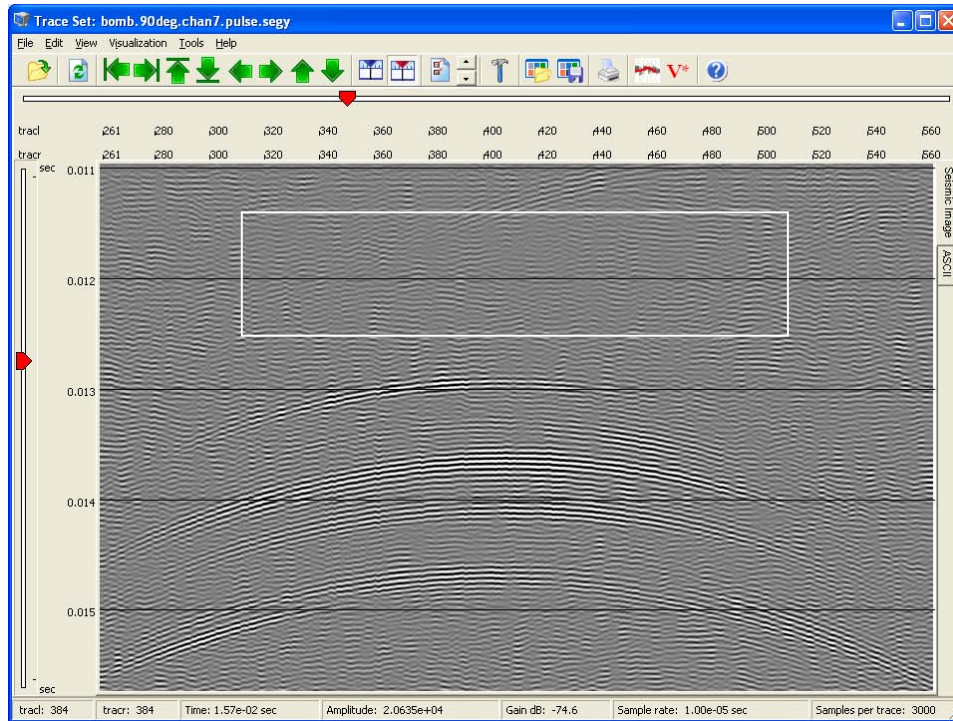 Trace Set: bomb.90deg.chan7.pulse.segy
File Edit View Visualization Tools Help
V*
?
tracl 261 280 300 320 340 360 380 400 420 440 460 480 500 520 540 560
tracr 261 280 300 320 340 360 380 400 420 440 460 480 500 520 540 560
sec
0.011
0.012
0.013
0.014
0.015
sec
Seismic Image
ASCII
tracl: 384 tracr: 384 Time: 1.57e-02 sec Amplitude: 2.0635e+04 Gain dB: -74.6 Sample rate: 1.00e-05 sec Samples per trace: 3000